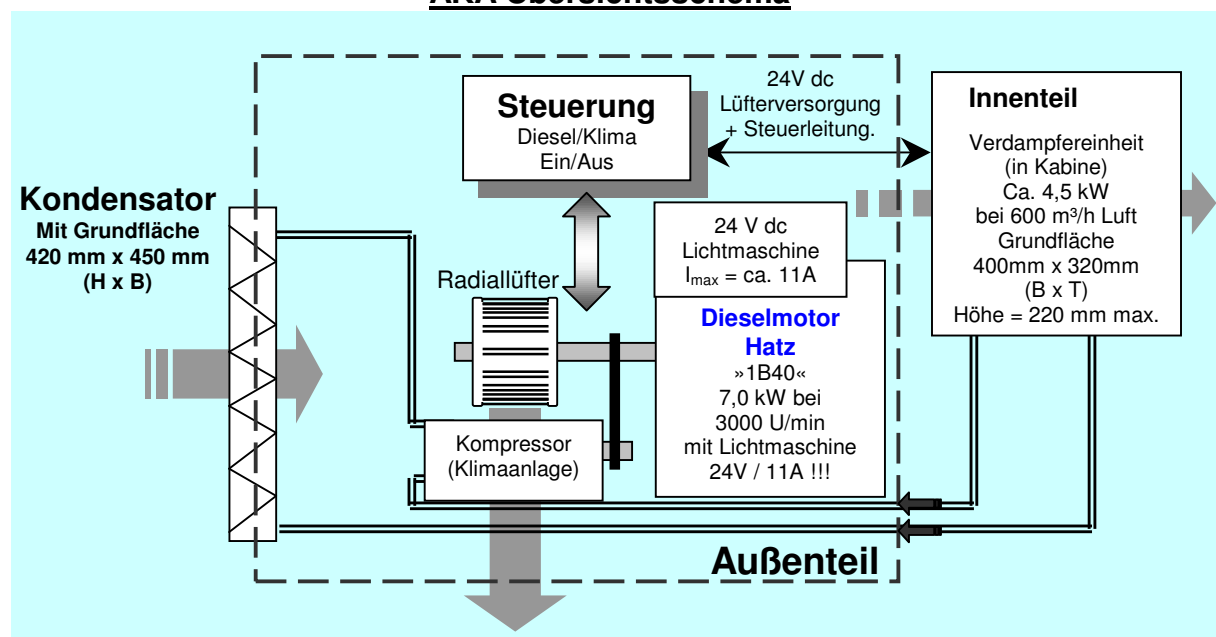 AKA Übersichtsschema
Steuerung
Diesel/Klima
Ein/Aus
24V dc
Lüfterversorgung
+ Steuerleitung.
Innenteil
Verdampfereinheit
(in Kabine)
Ca. 4,5 kW
bei 600 m³/h Luft
Grundfläche
400mm x 320mm
(B x T)
Höhe = 220 mm max.
Kondensator
Mit Grundfläche
420 mm x 450 mm
(H x B)
Radiallüfter
24 V dc
Lichtmaschine
Imax = ca. 11A
Dieselmotor
Hatz
»1B40«
7,0 kW bei
3000 U/min
mit Lichtmaschine
24V / 11A !!!
Kompressor
(Klimaanlage)
Außenteil